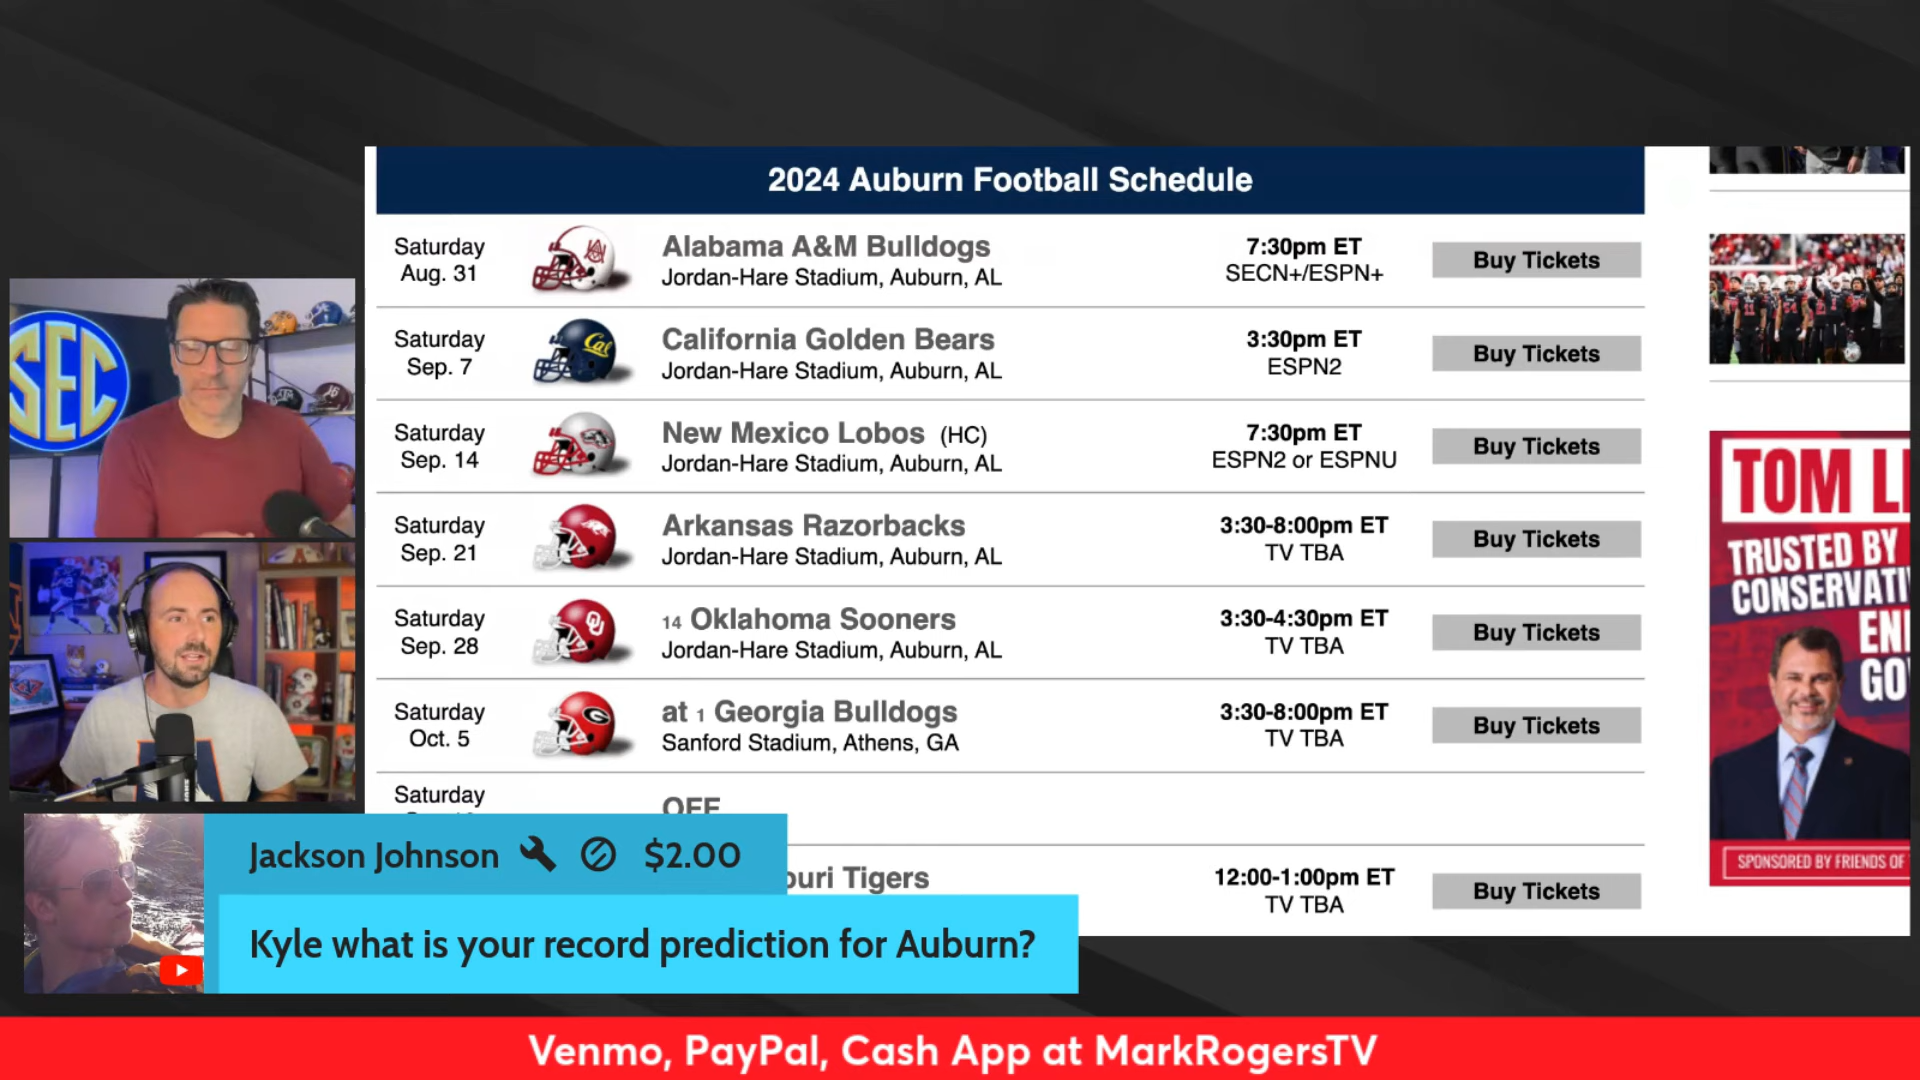 2024 Auburn Football Schedule
Saturday
Aug. 31
Alabama A&M Bulldogs
Jordan-Hare Stadium, Auburn, AL
7:30pm ET
SECN+/ESPN+
Buy Tickets
Saturday
Sep. 7
Cal
California Golden Bears
Jordan-Hare Stadium, Auburn, AL
3:30pm ET
ESPN2
Buy Tickets
Saturday
Sep. 14
New Mexico Lobos (HC)
Jordan-Hare Stadium, Auburn, AL
7:30pm ET
ESPN2 or ESPNU
Buy Tickets
Saturday
Sep. 21
Arkansas Razorbacks
Jordan-Hare Stadium, Auburn, AL
3:30-8:00pm ET
TV TBA
Buy Tickets
Saturday
Sep. 28
OU
14 Oklahoma Sooners
Jordan-Hare Stadium, Auburn, AL
3:30-4:30pm ET
TV TBA
Buy Tickets
Saturday
Oct. 5
G
at 1 Georgia Bulldogs
Sanford Stadium, Athens, GA
3:30-8:00pm ET
TV TBA
Buy Tickets
Saturday
OFF
ouri Tigers
12:00-1:00pm ET
TV TBA
Buy Tickets
SEC
TOM L
TRUSTED BY
CONSERVATI
EN
GO
SPONSORED BY FRIENDS OF
Jackson Johnson $2.00
Kyle what is your record prediction for Auburn?
Venmo, PayPal, Cash App at MarkRogersTV